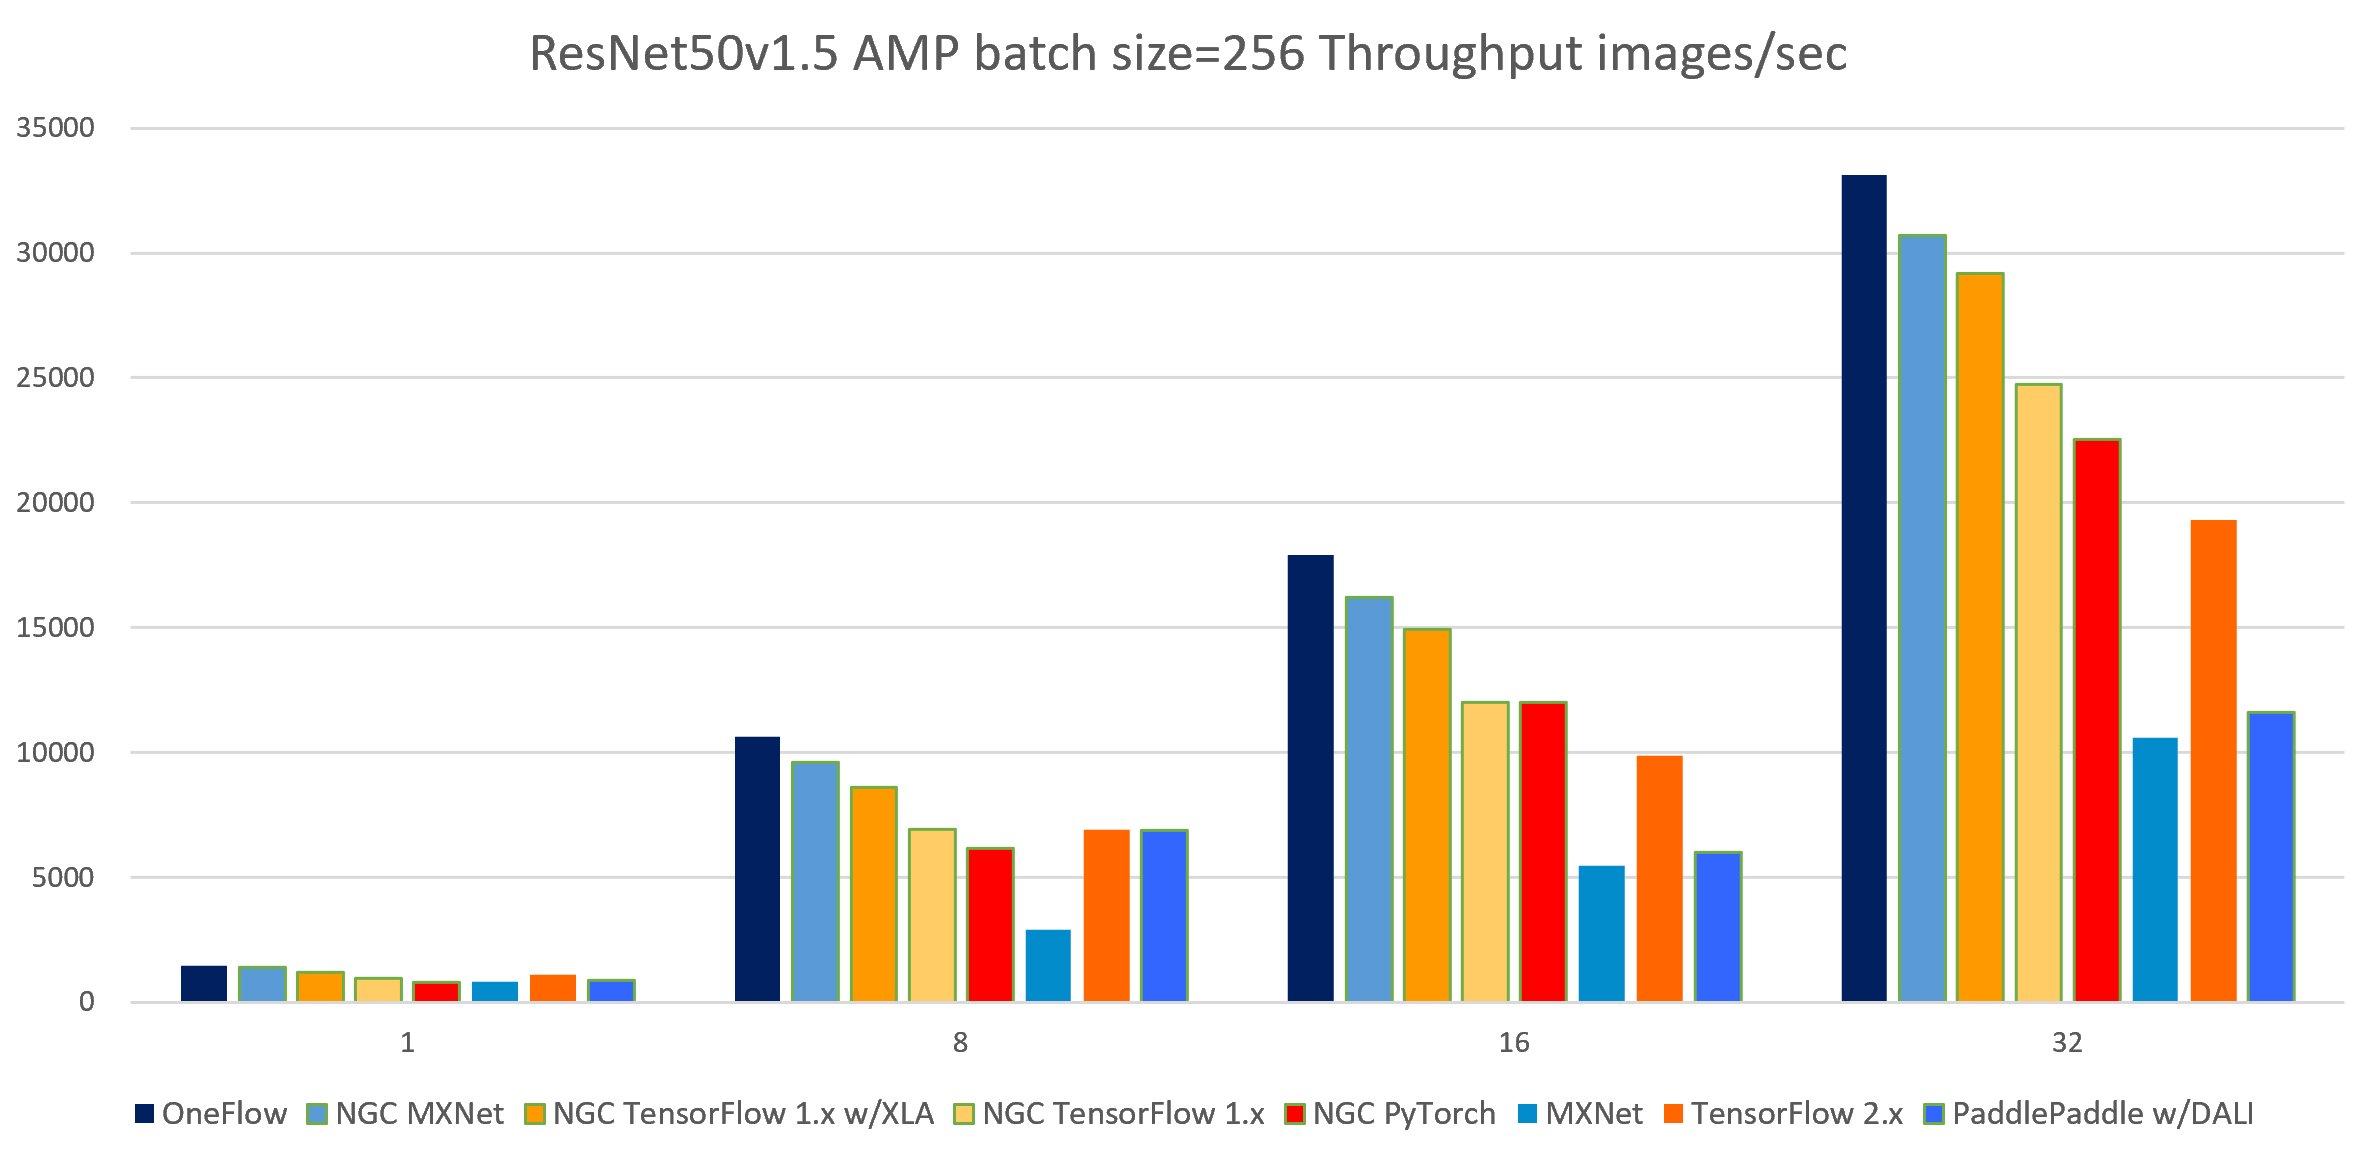 ResNet50v1.5 AMP batch size=256 Throughput images/sec
35000
30000
25000
20000
15000
10000
5000
0
1 8 16 32
OneFlow NGC MXNet NGC TensorFlow 1.x w/XLA NGC TensorFlow 1.x NGC PyTorch MXNet TensorFlow 2.x PaddlePaddle w/DALI